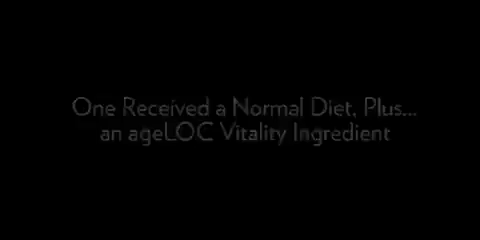 One Received a Normal Diet, Plus...
an ageLOC Vitality Ingredient